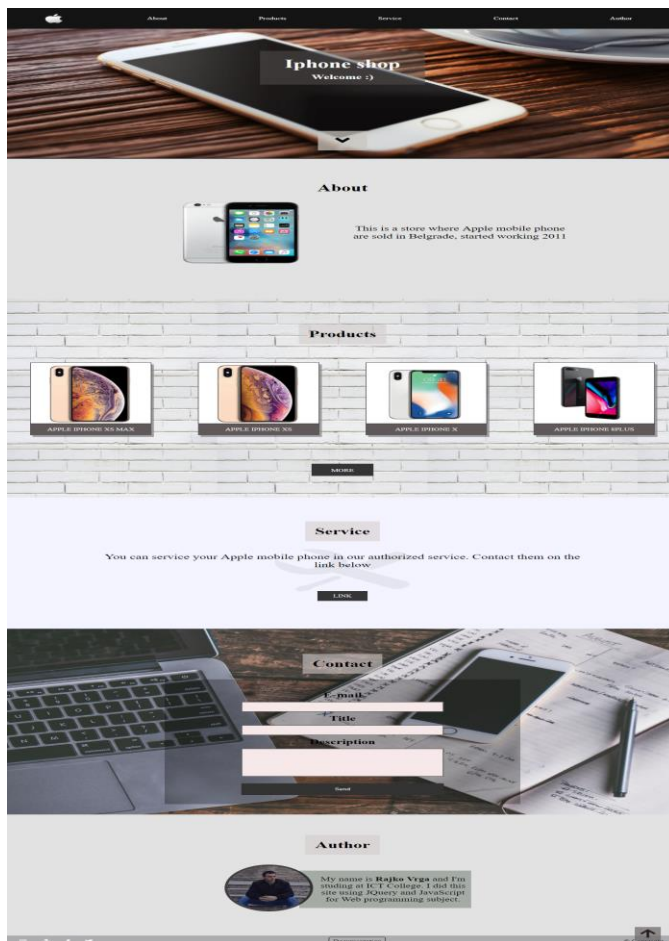 About Products Service Contact Author
Iphone shop
Welcome :)
About
This is a store where Apple mobile phone
are sold in Belgrade, started working 2011
Products
APPLE IPHONE XS MAX
APPLE IPHONE XS
APPLE IPHONE X
APPLE IPHONE 8PLUS
MORE
Service
You can service your Apple mobile phone in our authorized service. Contact them on the
link below
LINK
Contact
E-mail
Title
Description
Send
Author
My name is Rajko Vrga and I'm
studing at ICT College. I did this
site using JQuery and JavaScript
for Web programming subject.